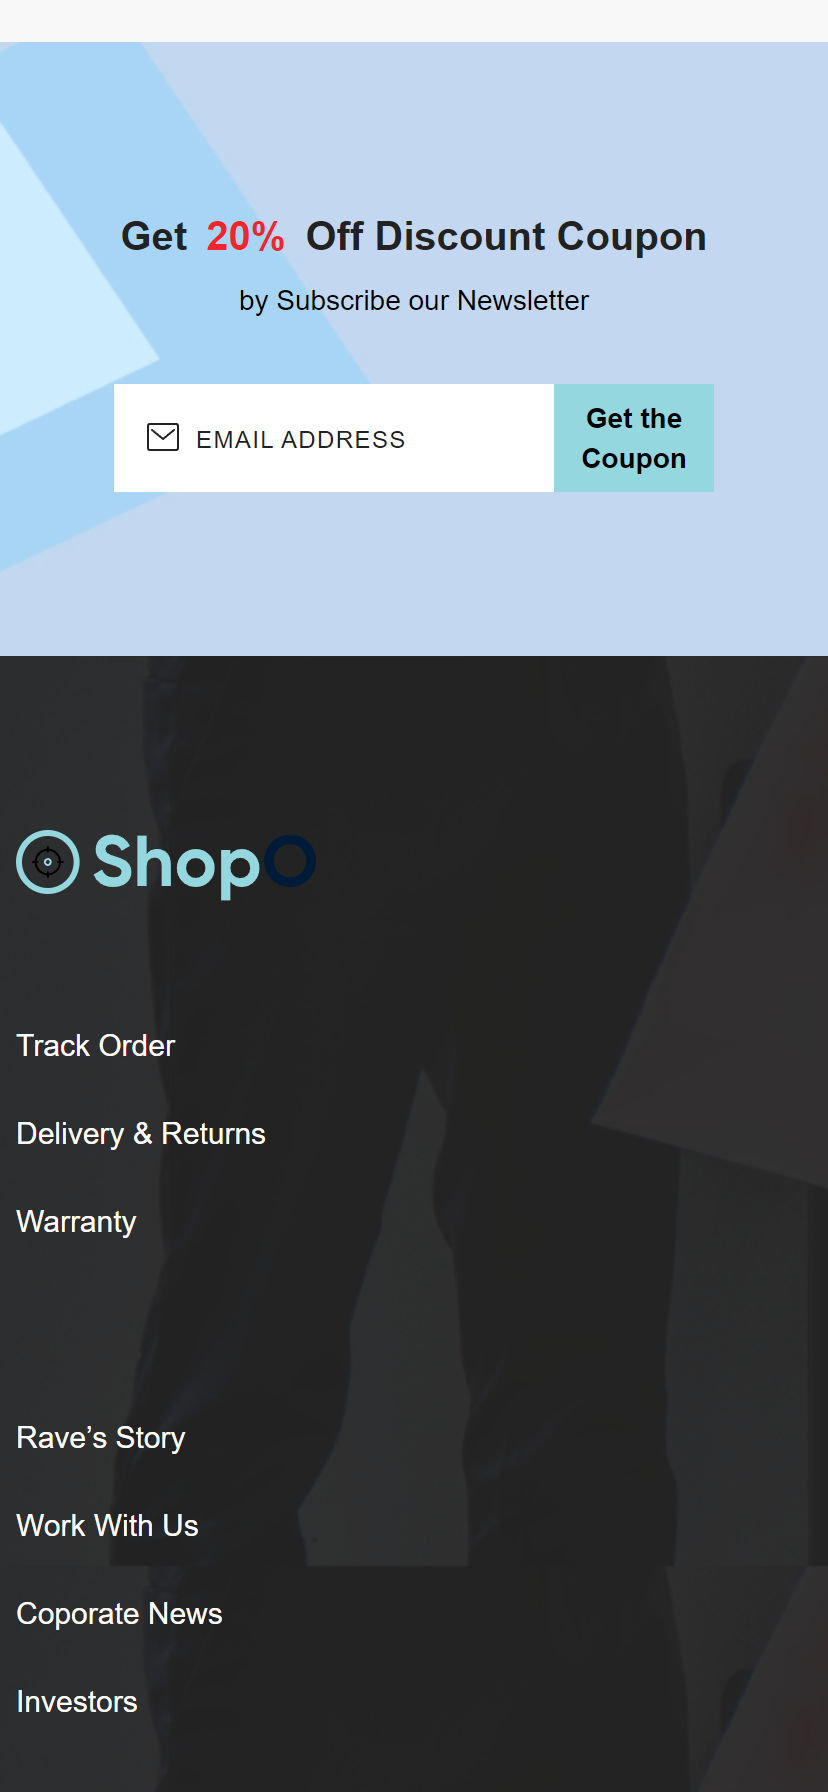 Get 20% Off Discount Coupon
by Subscribe our Newsletter
EMAIL ADDRESS
Get the
Coupon
ShopO
Track Order
Delivery & Returns
Warranty
Rave’s Story
Work With Us
Coporate News
Investors